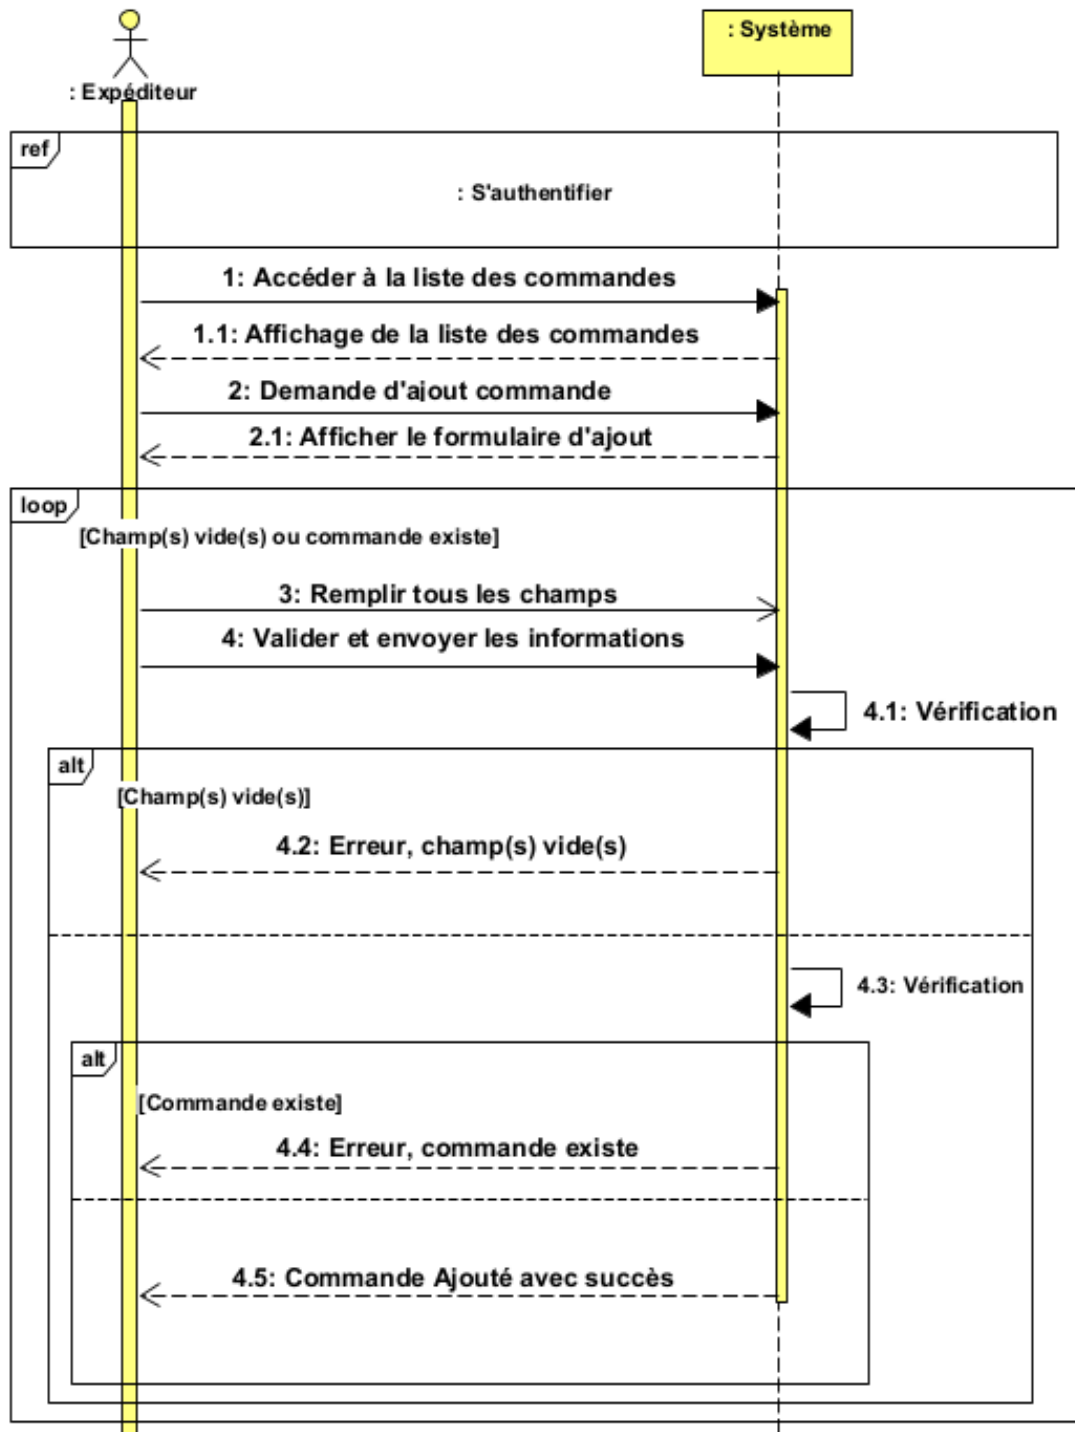 : Expéditeur
: Système
ref
: S'authentifier
1: Accéder à la liste des commandes
1.1: Affichage de la liste des commandes
2: Demande d'ajout commande
2.1: Afficher le formulaire d'ajout
loop
[Champ(s) vide(s) ou commande existe]
3: Remplir tous les champs
4: Valider et envoyer les informations
4.1: Vérification
alt
[Champ(s) vide(s)]
4.2: Erreur, champ(s) vide(s)
4.3: Vérification
alt
[Commande existe]
4.4: Erreur, commande existe
4.5: Commande Ajouté avec succès